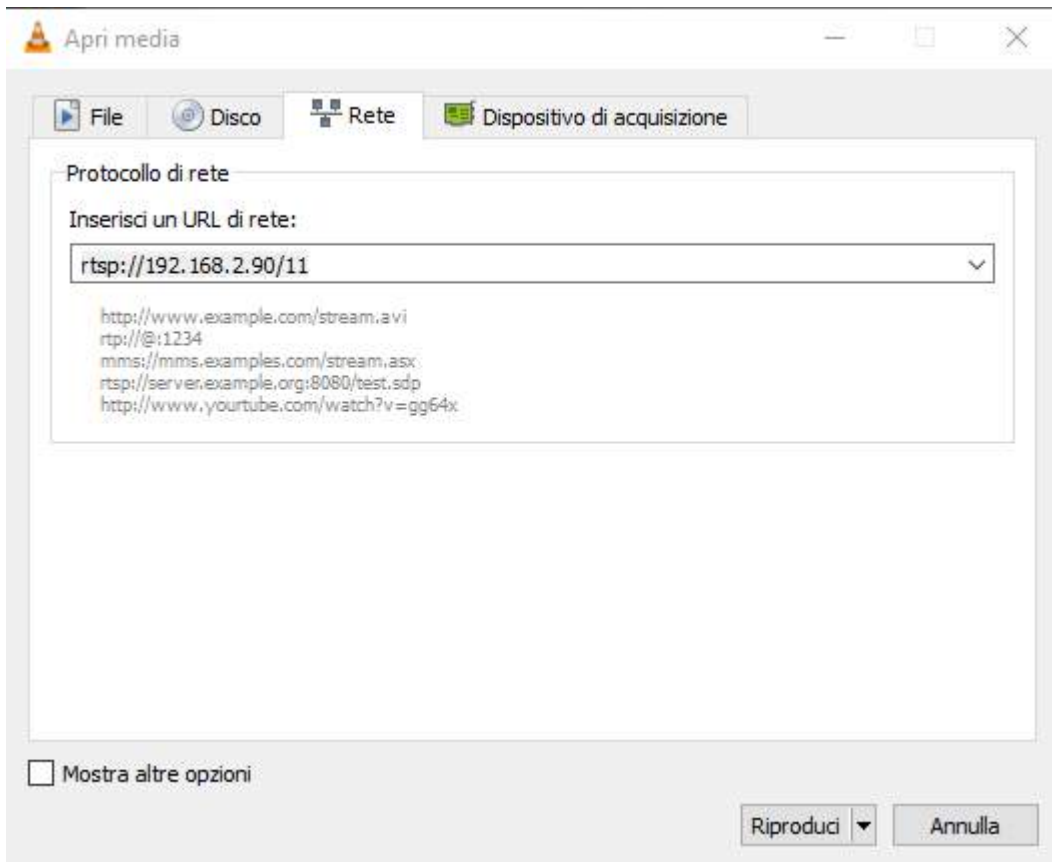 Apri media
File Disco Rete Dispositivo di acquisizione
Protocollo di rete
Inserisci un URL di rete:
rtsp://192.168.2.90/11
http://www.example.com/stream.avi
rtp://@:1234
mms://mms.examples.com/stream.asx
rtsp://server.example.org:8080/test.sdp
http://www.yourtube.com/watch?v=gg64x
Mostra altre opzioni
Riproduci Annulla